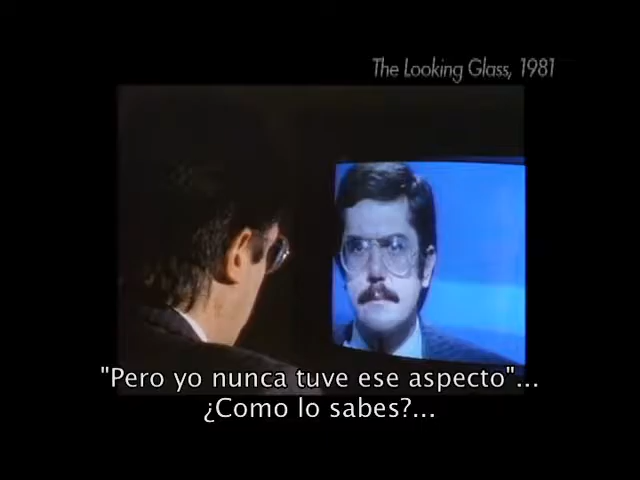 The Looking Glass, 1981
"Pero yo nunca tuve ese aspecto"...
¿Como lo sabes?...